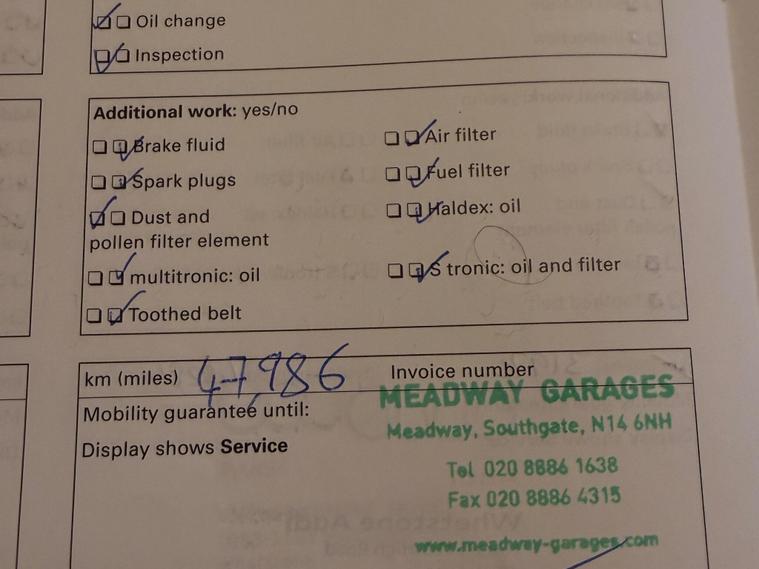 Oil change
Inspection
Additional work: yes/no
Brake fluid
Spark plugs
Dust and
pollen filter element
multitronic: oil
Toothed belt
Air filter
Fuel filter
Haldex: oil
S tronic: oil and filter
km (miles) 47,986
Mobility guarantee until:
Display shows Service
Invoice number
MEADWAY GARAGES
Meadway, Southgate, N14 6NH
Tel 020 8886 1638
Fax 020 8886 4315
www.meadway-garages.com